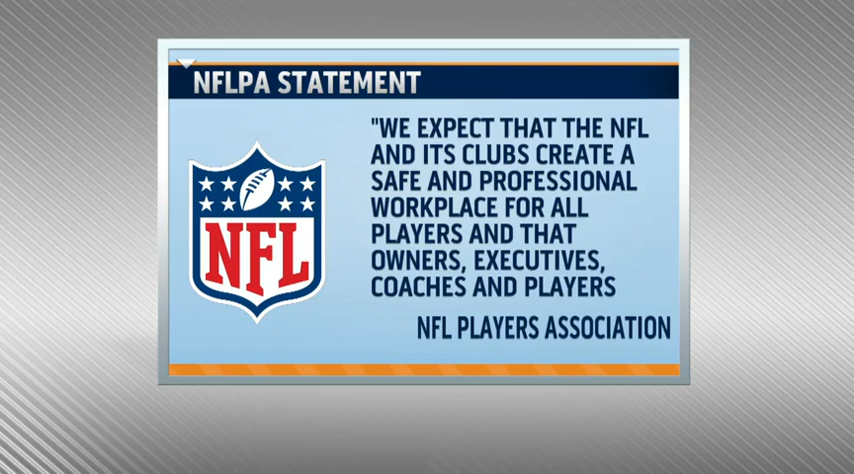 NFLPA STATEMENT
"WE EXPECT THAT THE NFL
AND ITS CLUBS CREATE A
SAFE AND PROFESSIONAL
WORKPLACE FOR ALL
PLAYERS AND THAT
OWNERS, EXECUTIVES,
COACHES AND PLAYERS
NFL PLAYERS ASSOCIATION
NFL